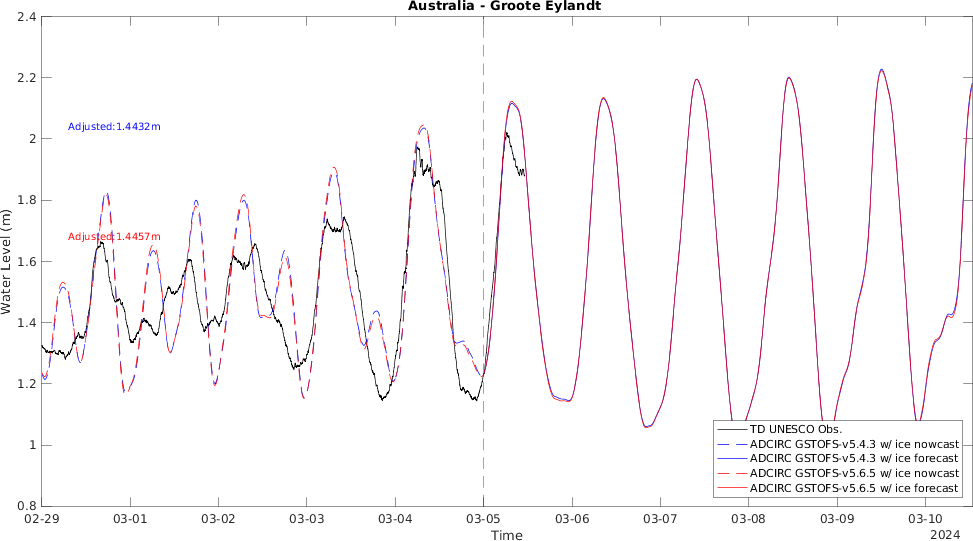 Australia - Groote Eylandt
2.4
2.2
2
1.8
1.6
1.4
1.2
1
0.8
Water Level (m)
Adjusted:1.4432m
Adjusted:1.4457m
TD UNESCO Obs.
ADCIRC GSTOFS-v5.4.3 w/ ice nowcast
ADCIRC GSTOFS-v5.4.3 w/ ice forecast
ADCIRC GSTOFS-v5.6.5 w/ ice nowcast
ADCIRC GSTOFS-v5.6.5 w/ ice forecast
02-29 03-01 03-02 03-03 03-04 03-05 03-06 03-07 03-08 03-09 03-10
Time
2024